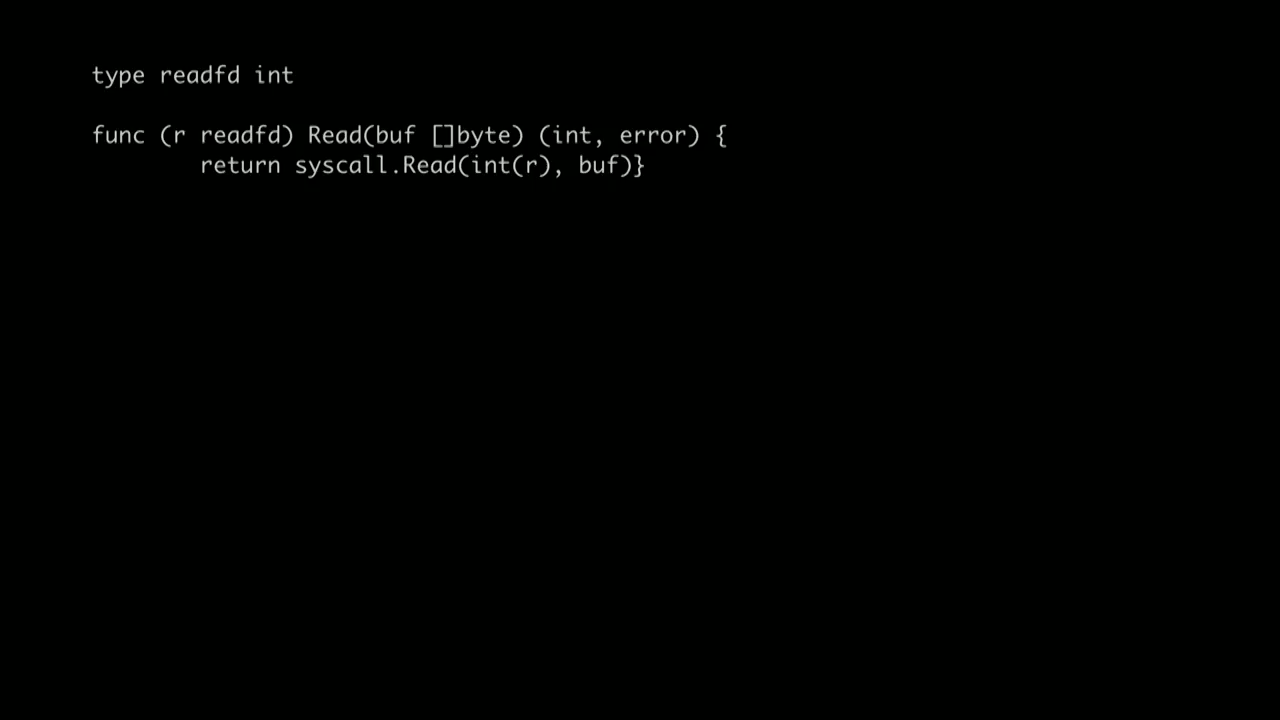 type readfd int
func (r readfd) Read(buf []byte) (int, error) {
return syscall.Read(int(r), buf)}